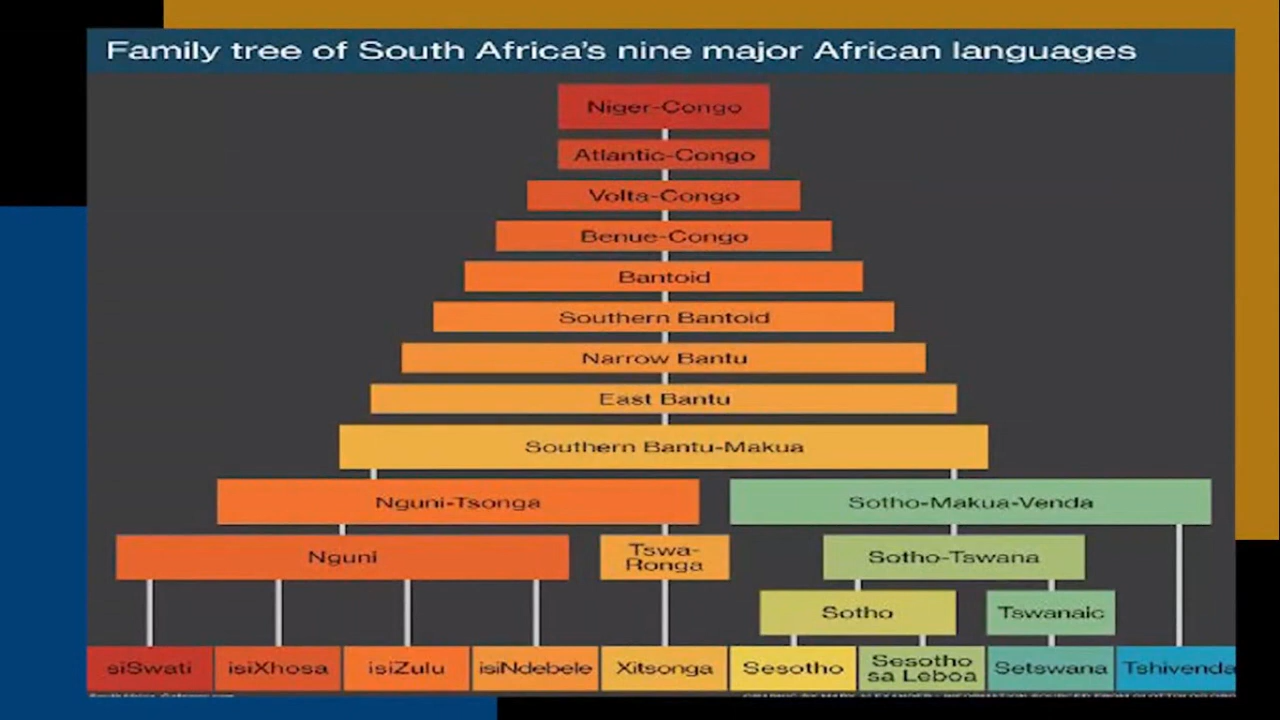 Family tree of South Africa's nine major African languages
Niger-Congo
Atlantic-Congo
Volta-Congo
Benue-Congo
Bantoid
Southern Bantoid
Narrow Bantu
East Bantu
Southern Bantu-Makua
Nguni-Tsonga
Sotho-Makua-Venda
Nguni
Tswa-
Ronga
Sotho-Tswana
Sotho
Tswanaic
siSwati
isiXhosa
isiZulu
isiNdebele
Xitsonga
Sesotho
Sesotho
sa Leboa
Setswana
Tshivenda